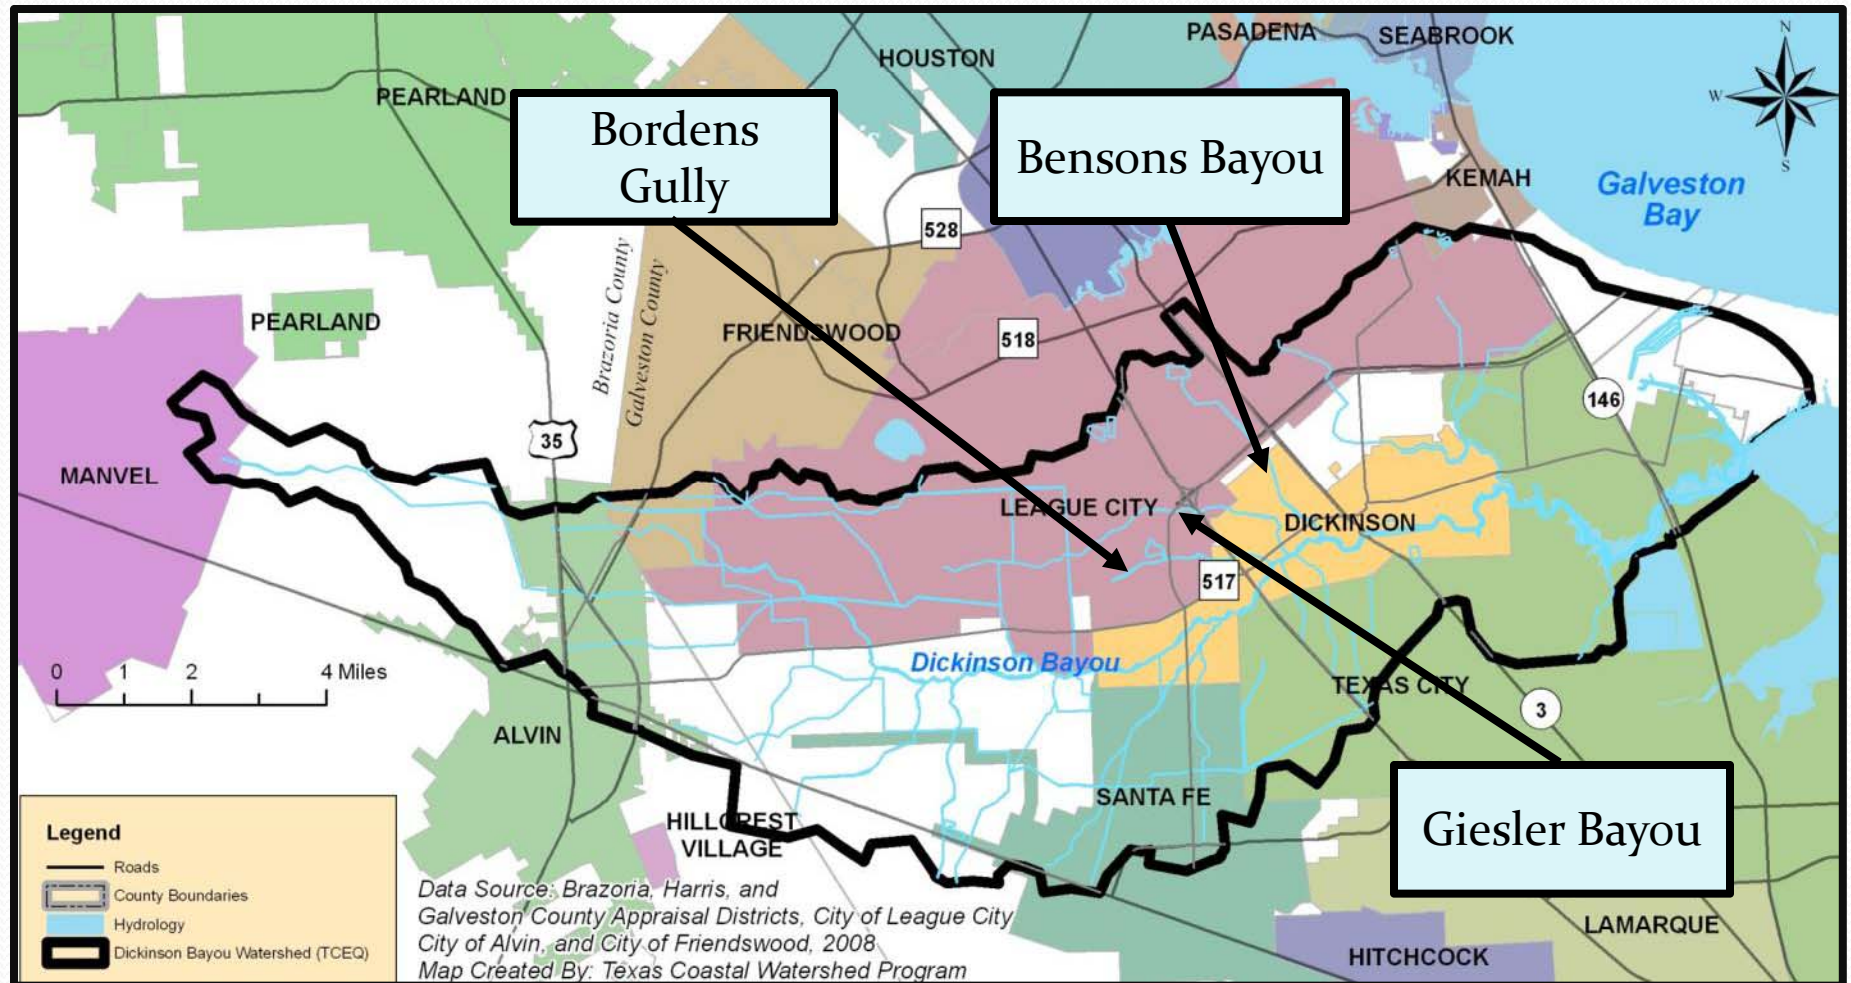 N
W
S
PASADENA
SEABROOK
HOUSTON
PEARLAND
Bordens
Gully
Bensons Bayou
KEMAH
Galveston
Bay
528
Brazoria County
Galveston County
PEARLAND
FRIENDSWOOD
518
146
35
MANVEL
LEAGUE CITY
DICKINSON
517
0 1 2 4 Miles
Dickinson Bayou
TEXAS CITY
3
ALVIN
SANTA FE
HILLCREST
VILLAGE
Giesler Bayou
LAMARQUE
HITCHCOCK
Legend
Roads
County Boundaries
Hydrology
Dickinson Bayou Watershed (TCEQ)
Data Source: Brazoria, Harris, and
Galveston County Appraisal Districts, City of League City
City of Alvin, and City of Friendswood, 2008
Map Created By: Texas Coastal Watershed Program